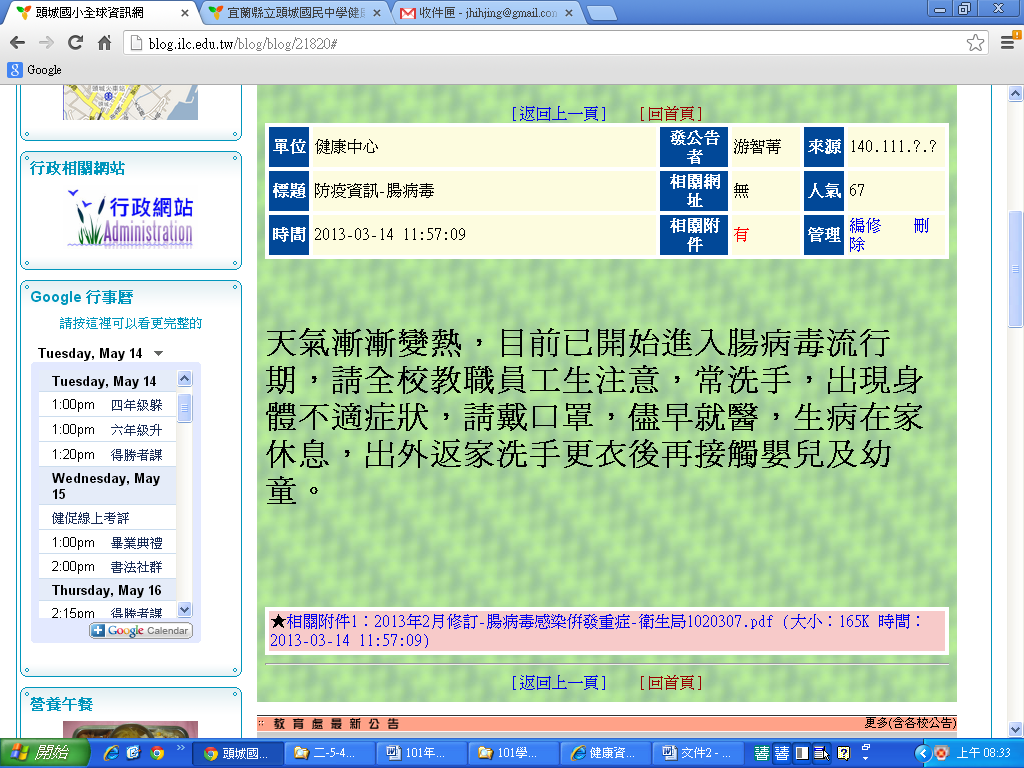 頭城國小全球資訊網
宜蘭縣立頭城國民中學健
收件匣 - jhihjing@gmail.con
blog.ilc.edu.tw/blog/blog/21820#
Google
行政相關網站
行政網站
Administration
Google 行事曆
請按這裡可以看更完整的
Tuesday, May 14
Tuesday, May 14
1:00pm 四年級躲
1:00pm 六年級升
1:20pm 得勝者課
Wednesday, May
15
健促線上考評
1:00pm 畢業典禮
2:00pm 書法社群
Thursday, May 16
2:15pm 得勝者課
Google Calendar
營養午餐
[返回上一頁] [回首頁]
單位 健康中心 發公告者 游智菁 來源 140.111.?.?
標題 防疫資訊-腸病毒 相關網址 無 人氣 67
時間 2013-03-14 11:57:09 相關附件 有 管理 編修 刪除
天氣漸漸變熱，目前已開始進入腸病毒流行
期，請全校教職員工生注意，常洗手，出現身
體不適症狀，請戴口罩，儘早就醫，生病在家
休息，出外返家洗手更衣後再接觸嬰兒及幼
童。
★相關附件1：2013年2月修訂-腸病毒感染併發重症-衛生局1020307.pdf (大小：165K 時間：
2013-03-14 11:57:09)
[返回上一頁] [回首頁]
教育處最新公告 更多(含各校公告)
開始
頭城國...
二-5-4...
101年...
101學...
健康資...
文件2 - ...
上午 08:33